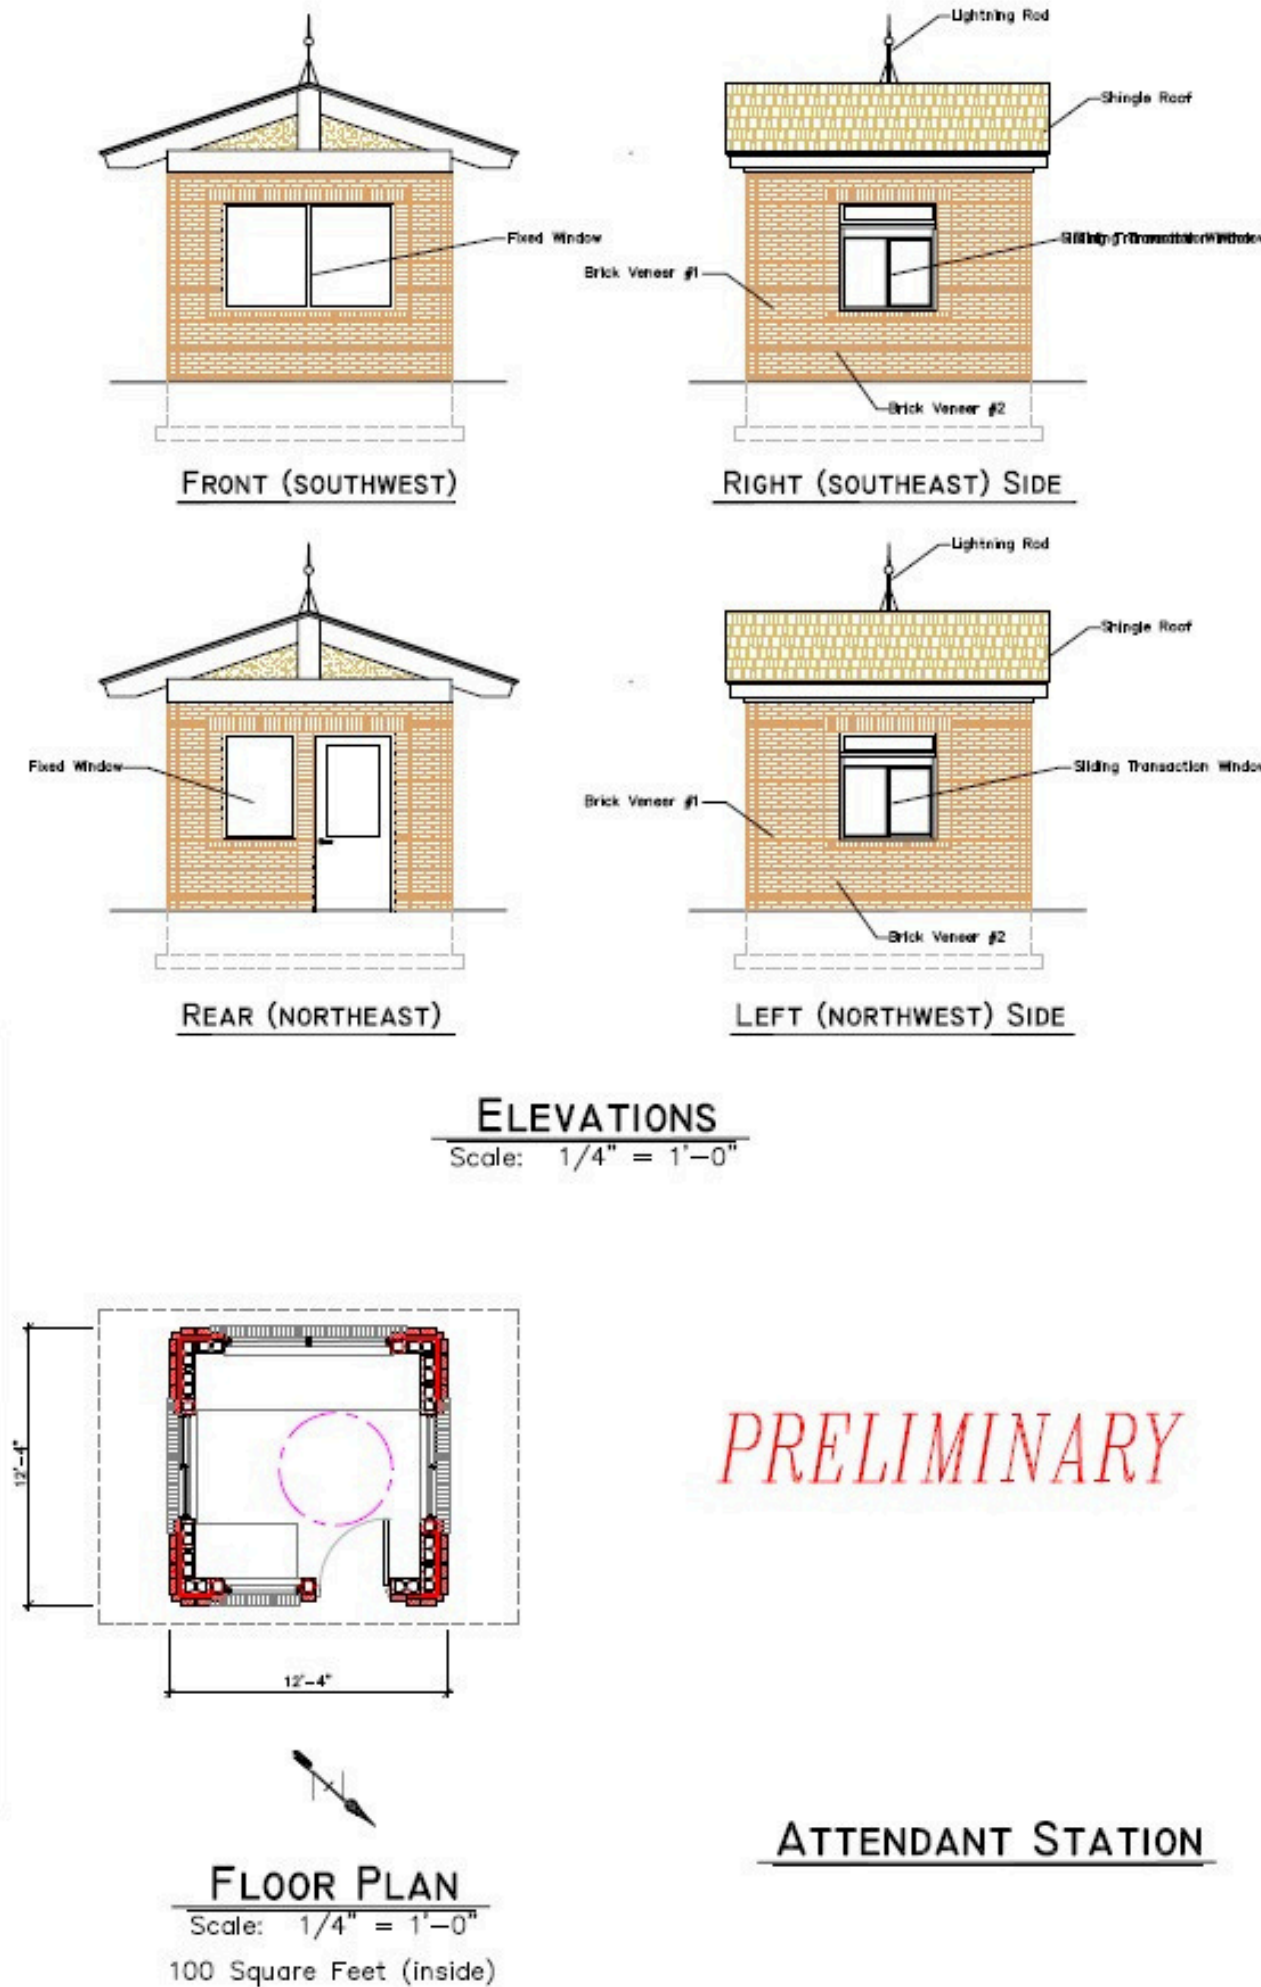 Lightning Rod
Shingle Roof
Fixed Window
Brick Veneer #1
Brick Veneer #2
FRONT (SOUTHWEST)
RIGHT (SOUTHEAST) SIDE
Lightning Rod
Shingle Roof
Fixed Window
Sliding Transaction Window
Brick Veneer #1
Brick Veneer #2
REAR (NORTHEAST)
LEFT (NORTHWEST) SIDE
ELEVATIONS
Scale: 1/4" = 1'-0"
12'-4"
PRELIMINARY
12'-4"
ATTENDANT STATION
FLOOR PLAN
Scale: 1/4" = 1'-0"
100 Square Feet (inside)